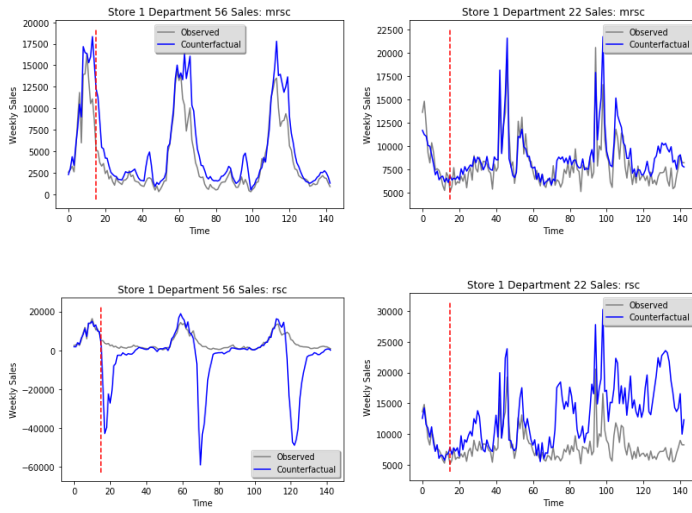 Store 1 Department 56 Sales: mrsc
Observed
Counterfactual
Weekly Sales
20000
17500
15000
12500
10000
7500
5000
2500
0
0 20 40 60 80 100 120 140
Time
Store 1 Department 22 Sales: mrsc
Observed
Counterfactual
Weekly Sales
22500
20000
17500
15000
12500
10000
7500
5000
0 20 40 60 80 100 120 140
Time
Store 1 Department 56 Sales: rsc
Weekly Sales
20000
0
−20000
−40000
−60000
Observed
Counterfactual
0 20 40 60 80 100 120 140
Time
Store 1 Department 22 Sales: rsc
Observed
Counterfactual
Weekly Sales
30000
25000
20000
15000
10000
5000
0 20 40 60 80 100 120 140
Time